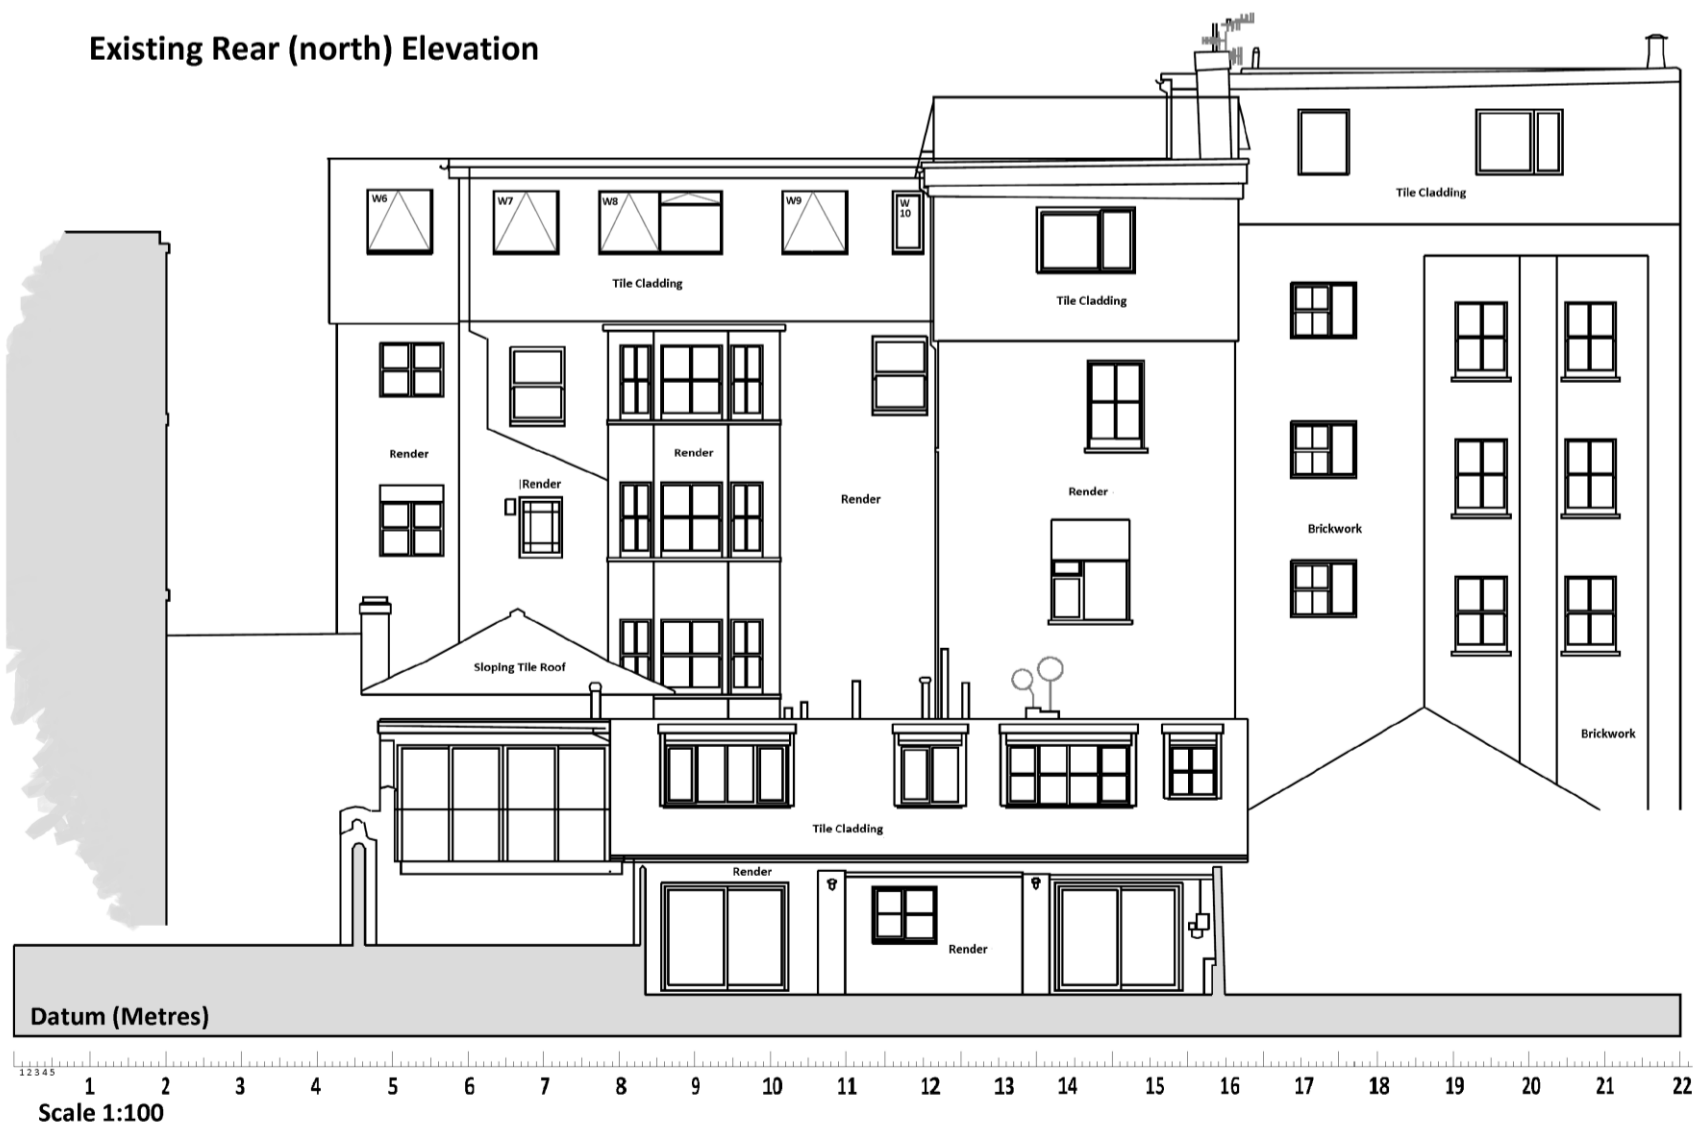 Existing Rear (north) Elevation
W6
W7
W8
W9
W
10
Tile Cladding
Tile Cladding
Tile Cladding
Render
Render
Render
Render
Render
Brickwork
Sloping Tile Roof
Brickwork
Tile Cladding
Render
Render
Datum (Metres)
1 2 3 4 5
1 2 3 4 5 6 7 8 9 10 11 12 13 14 15 16 17 18 19 20 21 22
Scale 1:100